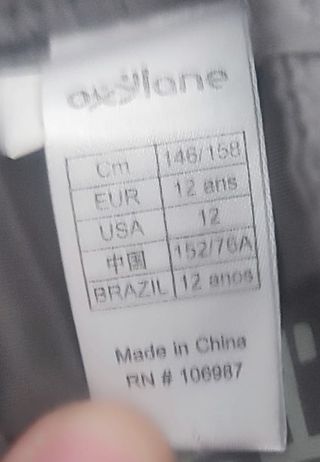 oxylane
Cm 146/158
EUR 12 ans
USA 12
中国 152/76A
BRAZIL 12 anos
Made in China
RN # 106987